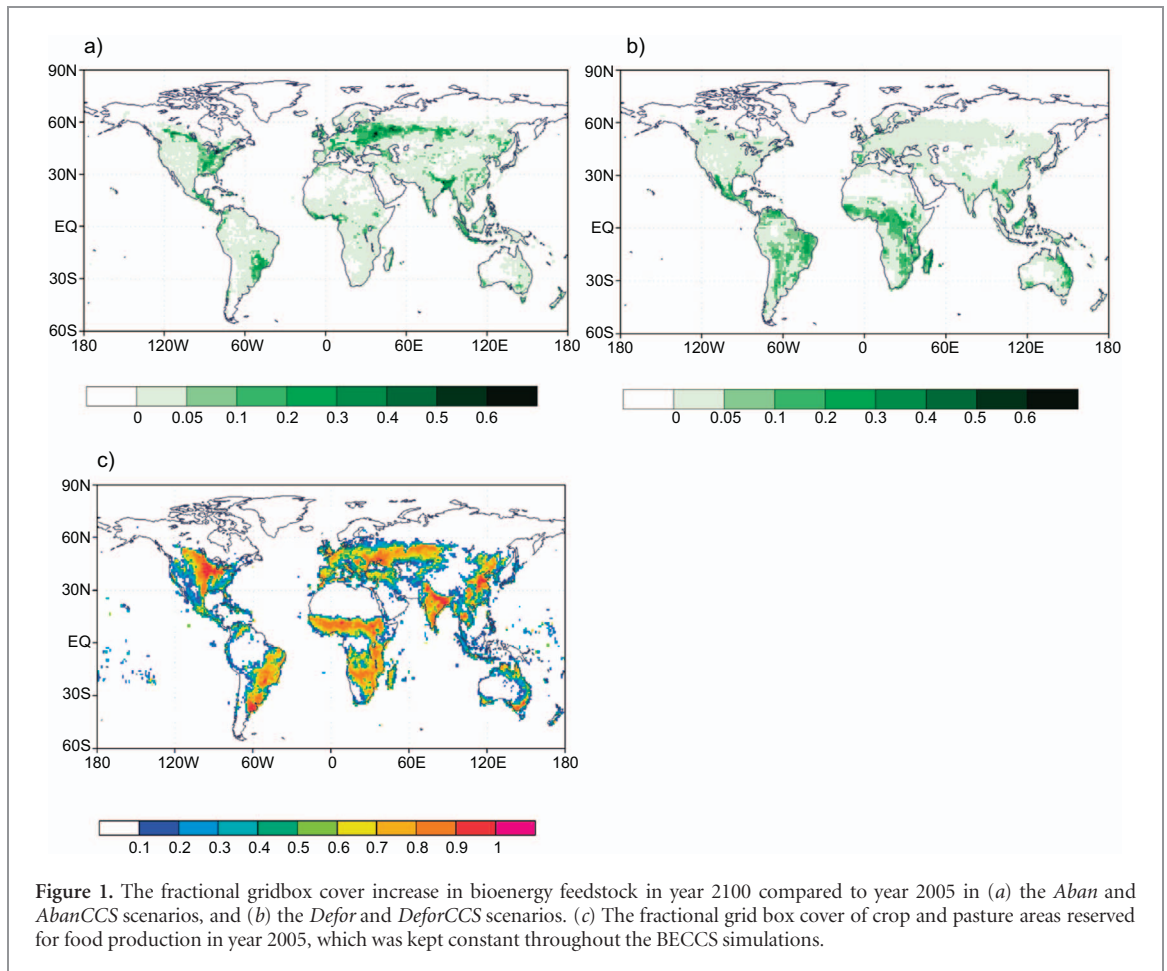 a)
90N
60N
30N
EQ
30S
60S
180 120W 60W 0 60E 120E 180
0 0.05 0.1 0.2 0.3 0.4 0.5 0.6
b)
90N
60N
30N
EQ
30S
60S
180 120W 60W 0 60E 120E 180
0 0.05 0.1 0.2 0.3 0.4 0.5 0.6
c)
90N
60N
30N
EQ
30S
60S
180 120W 60W 0 60E 120E 180
0.1 0.2 0.3 0.4 0.5 0.6 0.7 0.8 0.9 1
Figure 1. The fractional gridbox cover increase in bioenergy feedstock in year 2100 compared to year 2005 in (a) the Aban and
AbanCCS scenarios, and (b) the Defor and DeforCCS scenarios. (c) The fractional grid box cover of crop and pasture areas reserved
for food production in year 2005, which was kept constant throughout the BECCS simulations.